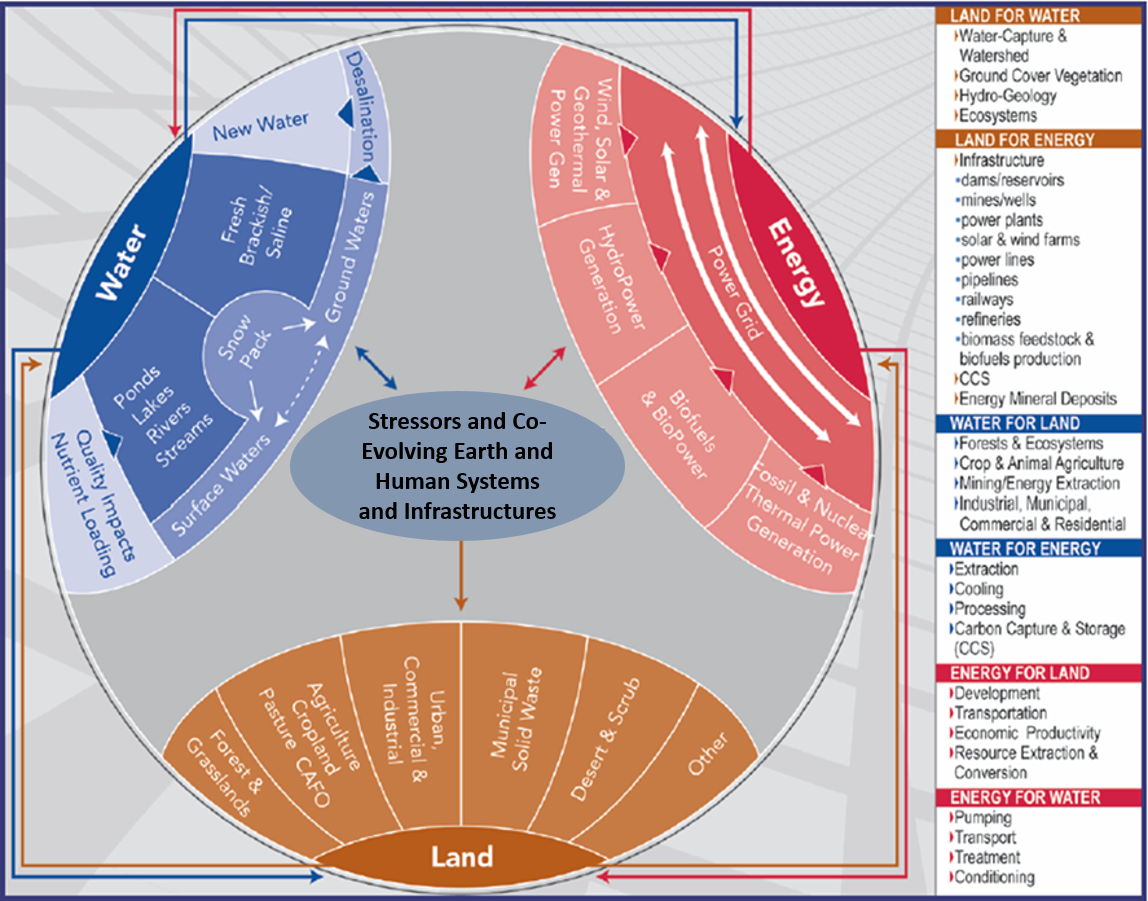 Desalination
New Water
Water
Fresh
Brackish/
Saline
Ground Waters
Snow
Pack
Ponds
Lakes
Rivers
Streams
Surface Waters
Quality Impacts
Nutrient Loading
Wind, Solar &
Geothermal
Power Gen
Energy
Power Grid
HydroPower
Generation
Biofuels
& BioPower
Fossil & Nuclea
Thermal Power
Generation
Stressors and Co-
Evolving Earth and
Human Systems
and Infrastructures
Forest &
Grasslands
Agriculture
Cropland
Pasture CAFO
Urban,
Commercial &
Industrial
Municipal
Solid Waste
Desert & Scrub
Other
Land
LAND FOR WATER
Water-Capture &
Watershed
Ground Cover Vegetation
Hydro-Geology
Ecosystems
LAND FOR ENERGY
Infrastructure
•dams/reservoirs
•mines/wells
•power plants
•solar & wind farms
•power lines
•pipelines
•railways
•refineries
•biomass feedstock &
biofuels production
CCS
Energy Mineral Deposits
WATER FOR LAND
Forests & Ecosystems
Crop & Animal Agriculture
Mining/Energy Extraction
Industrial, Municipal,
Commercial & Residential
WATER FOR ENERGY
Extraction
Cooling
Processing
Carbon Capture & Storage
(CCS)
ENERGY FOR LAND
Development
Transportation
Economic Productivity
Resource Extraction &
Conversion
ENERGY FOR WATER
Pumping
Transport
Treatment
Conditioning